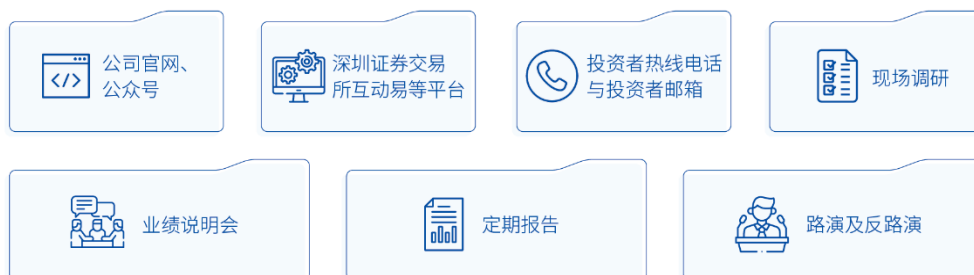 公司官网、
公众号
深圳证券交易
所互动易等平台
投资者热线电话
与投资者邮箱
现场调研
业绩说明会
定期报告
路演及反路演